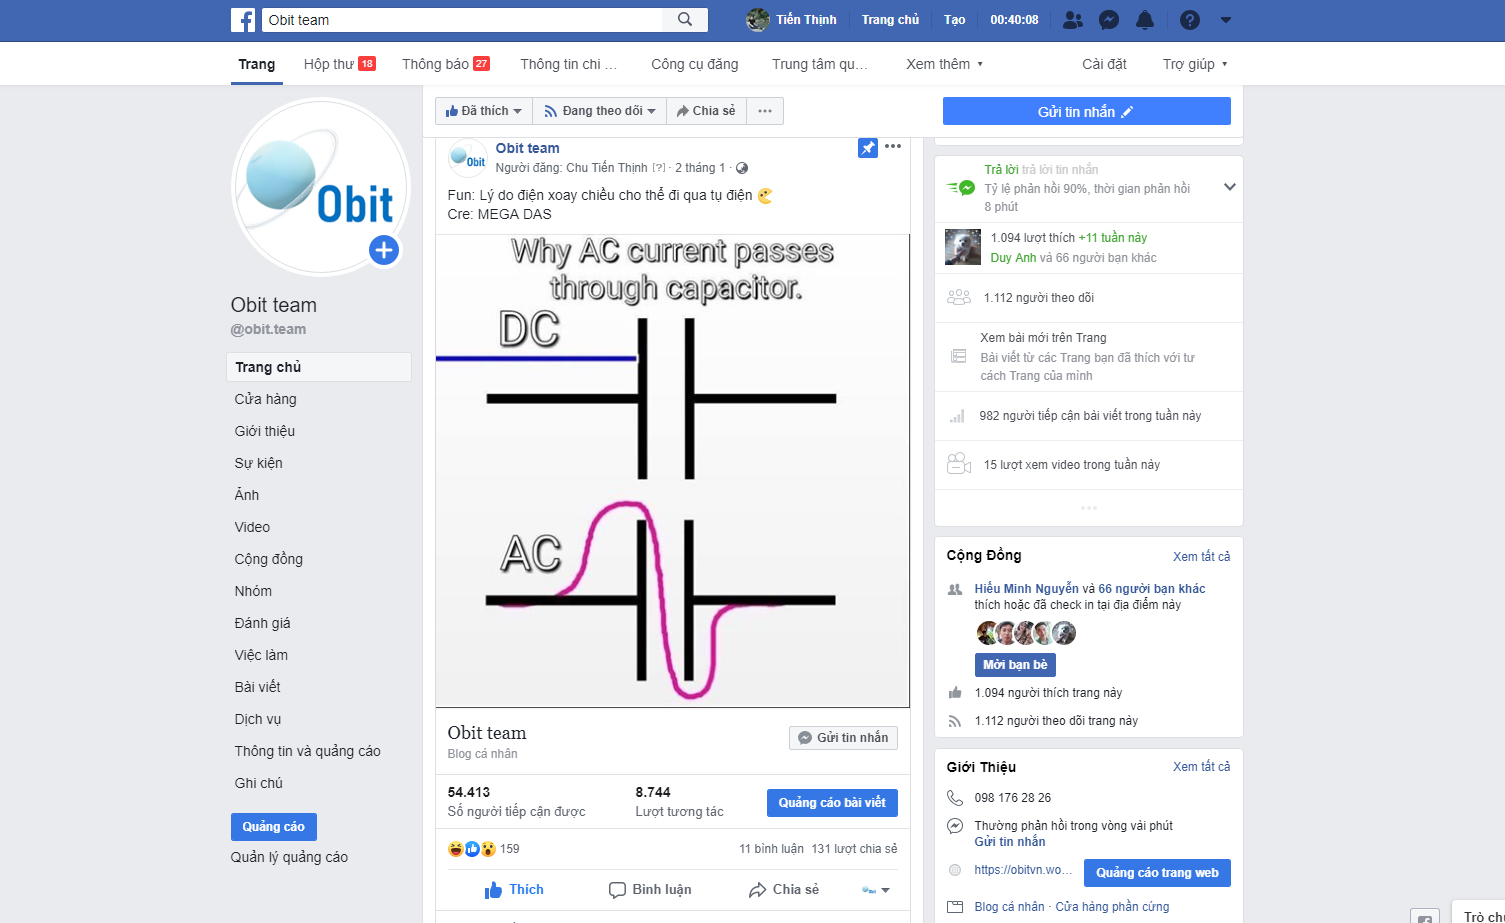 Obit team
Tiến Thịnh
Trang chủ
Tạo
00:40:08
Trang
Hộp thư 18
Thông báo 27
Thông tin chi ...
Công cụ đăng
Trung tâm qu...
Xem thêm
Cài đặt
Trợ giúp
Obit
Obit team
@obit.team
Trang chủ
Cửa hàng
Giới thiệu
Sự kiện
Ảnh
Video
Cộng đồng
Nhóm
Đánh giá
Việc làm
Bài viết
Dịch vụ
Thông tin và quảng cáo
Ghi chú
Quảng cáo
Quản lý quảng cáo
Đã thích
Đang theo dõi
Chia sẻ
Gửi tin nhắn
Obit
Obit team
Người đăng: Chu Tiến Thịnh [?] · 2 tháng 1 ·
Fun: Lý do điện xoay chiều cho thể đi qua tụ điện
Cre: MEGA DAS
Why AC current passes
through capacitor.
DC
AC
Obit team
Blog cá nhân
Gửi tin nhắn
54.413
Số người tiếp cận được
8.744
Lượt tương tác
Quảng cáo bài viết
159
11 bình luận 131 lượt chia sẻ
Thích
Bình luận
Chia sẻ
Trả lời trả lời tin nhắn
Tỷ lệ phản hồi 90%, thời gian phản hồi
8 phút
1.094 lượt thích +11 tuần này
Duy Anh và 66 người bạn khác
1.112 người theo dõi
Xem bài mới trên Trang
Bài viết từ các Trang bạn đã thích với tư
cách Trang của mình
982 người tiếp cận bài viết trong tuần này
15 lượt xem video trong tuần này
Cộng Đồng
Xem tất cả
Hiếu Minh Nguyễn và 66 người bạn khác
thích hoặc đã check in tại địa điểm này
Mời bạn bè
1.094 người thích trang này
1.112 người theo dõi trang này
Giới Thiệu
Xem tất cả
098 176 28 26
Thường phản hồi trong vòng vài phút
Gửi tin nhắn
https://obitvn.wo...
Quảng cáo trang web
Blog cá nhân · Cửa hàng phần cứng